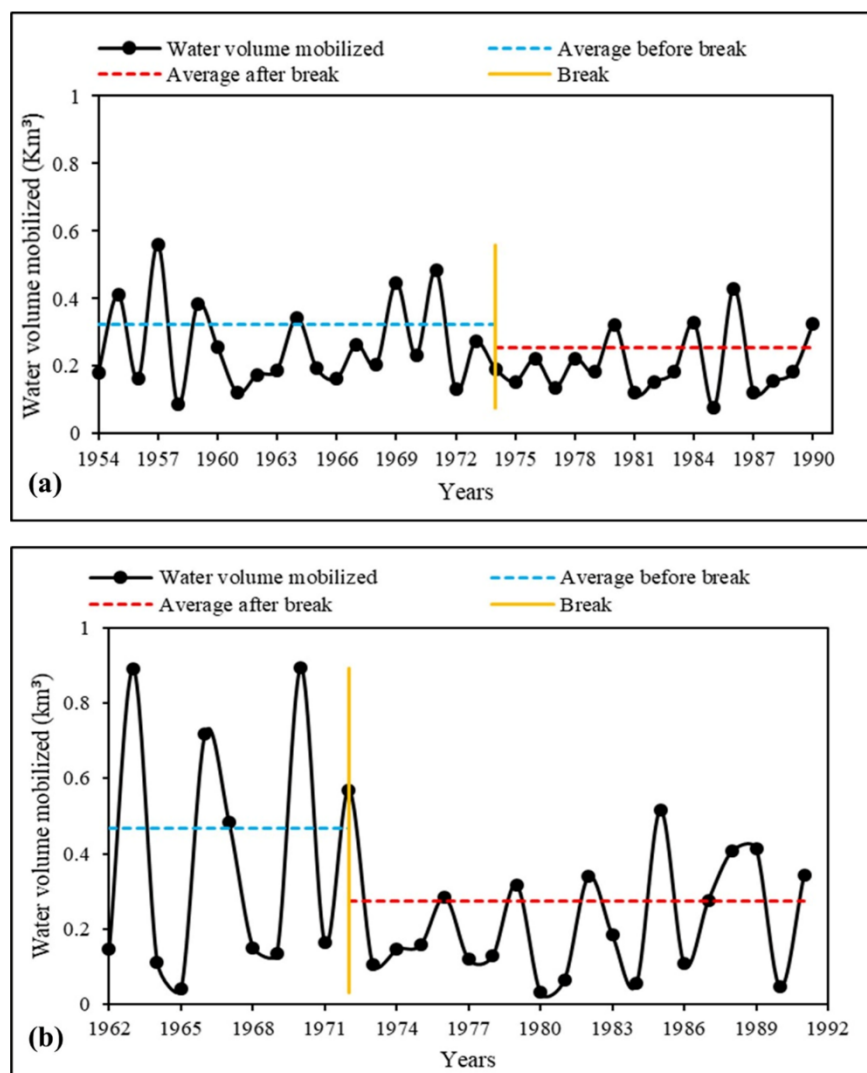 Water volume mobilized Average before break
Average after break Break
1
0.8
0.6
0.4
0.2
0
Water volume mobilized (Km³)
1954 1957 1960 1963 1966 1969 1972 1975 1978 1981 1984 1987 1990
Years
(a)
Water volume mobilized Average before break
Average after break Break
1
0.8
0.6
0.4
0.2
0
Water volume mobilized (km³)
1962 1965 1968 1971 1974 1977 1980 1983 1986 1989 1992
Years
(b)